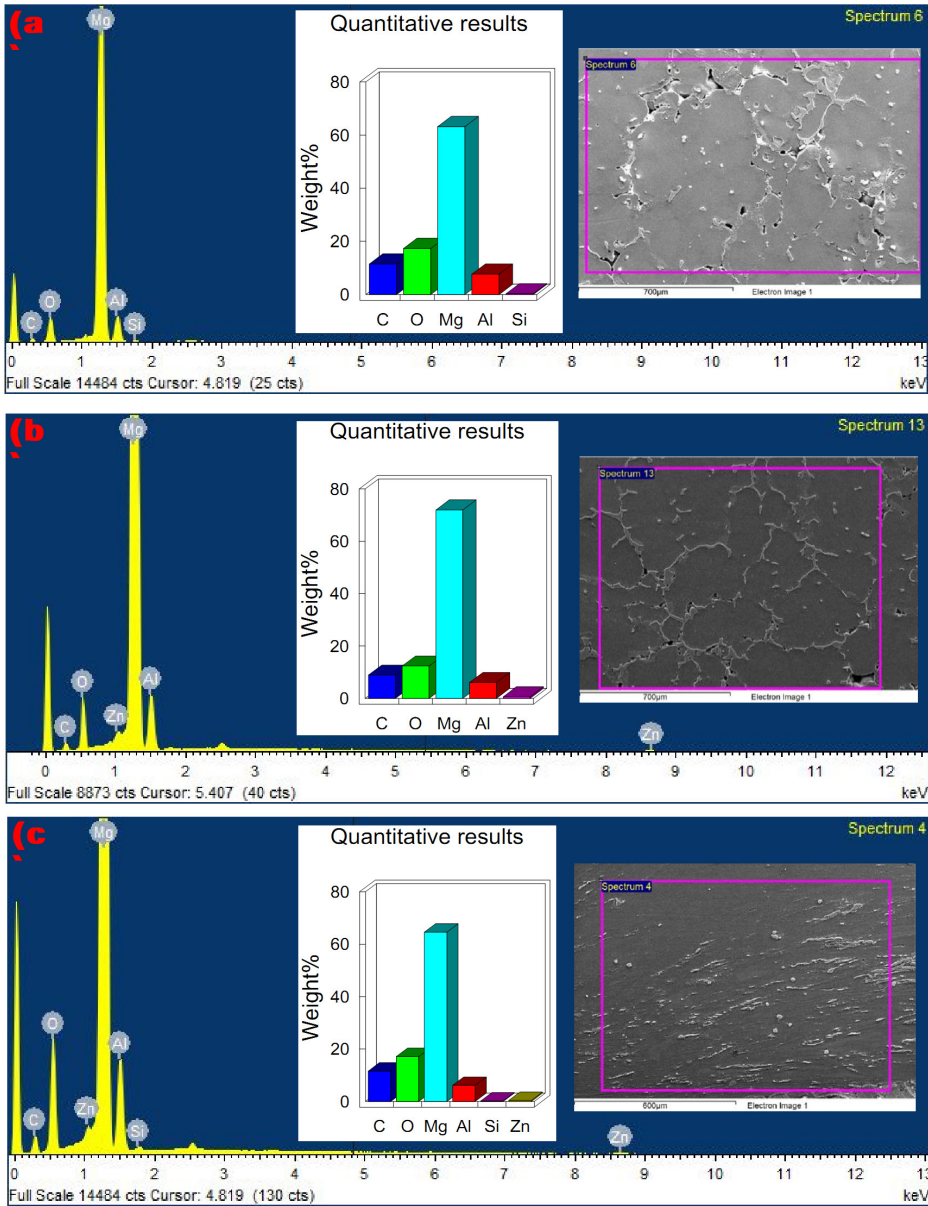 (a
Spectrum 6
Mg
O
C
Al
Si
Quantitative results
Weight%
80
60
40
20
0
C O Mg Al Si
Spectrum 6
700µm Electron Image 1
0 1 2 3 4 5 6 7 8 9 10 11 12 13
Full Scale 14484 cts Cursor: 4.819 (25 cts) keV
(b
Spectrum 13
Mg
O
C
Zn
Al
Zn
Quantitative results
Weight%
80
60
40
20
0
C O Mg Al Zn
Spectrum 13
700µm Electron Image 1
0 1 2 3 4 5 6 7 8 9 10 11 12
Full Scale 8873 cts Cursor: 5.407 (40 cts) keV
(c
Spectrum 4
Mg
O
C
Zn
Al
Si
Zn
Quantitative results
Weight%
80
60
40
20
0
C O Mg Al Si Zn
Spectrum 4
600µm Electron Image 1
0 1 2 3 4 5 6 7 8 9 10 11 12 13
Full Scale 14484 cts Cursor: 4.819 (130 cts) keV